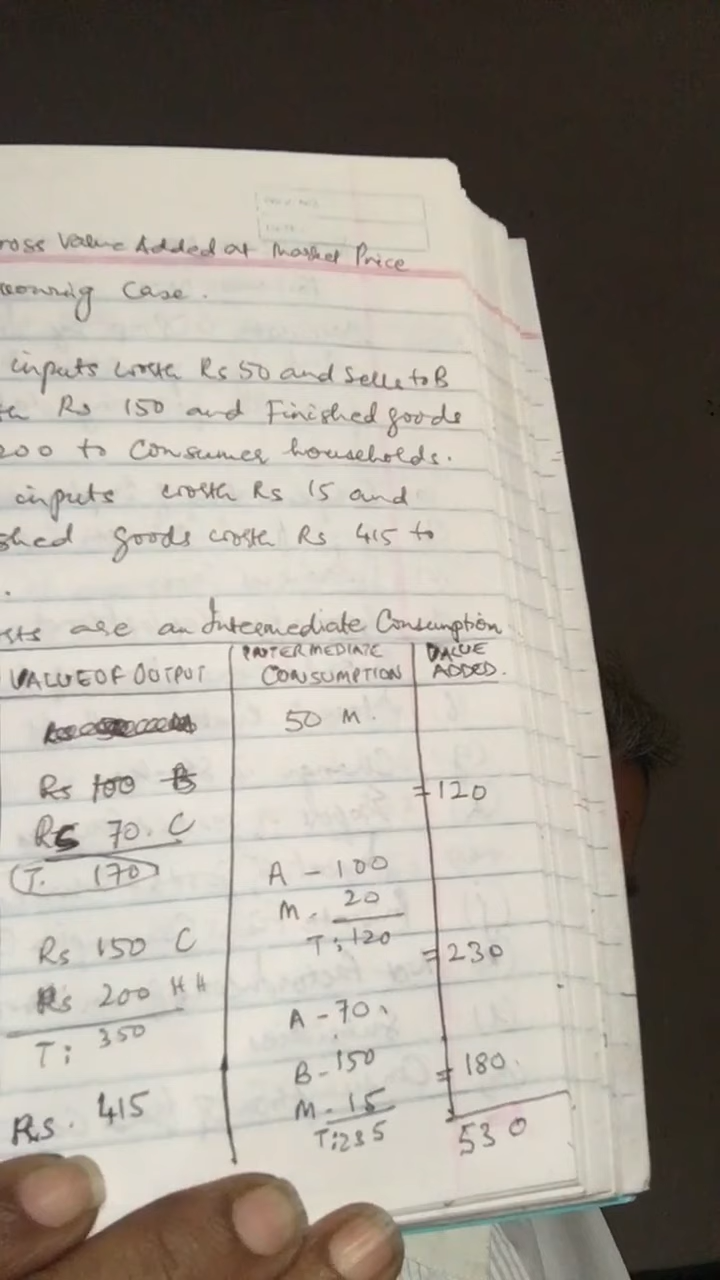 ross Value Added at Market Price
Case.
inputs worth Rs 50 and Sells to B
Rs 150 and Finished goods
200 to Consumer households.
inputs worth Rs 15 and
shed goods worth Rs 415 to
.
sts are an Intermediate Consumption
VALUE OF OUTPUT | INTERMEDIATE CONSUMPTION | VALUE ADDED.
50 M.
Rs 100 B
= 120
Rs 70. C
(T. 170)
A - 100
M. 20
T: 120
Rs 150 C
= 230
Rs 200 HH
A - 70.
T: 350
B - 150
= 180.
M - 15
Rs. 415
T: 235
530